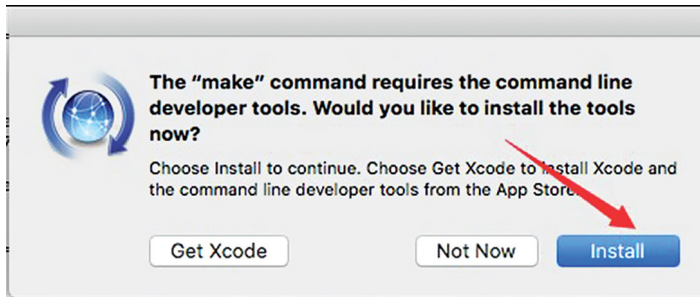 The “make” command requires the command line
developer tools. Would you like to install the tools
now?
Choose Install to continue. Choose Get Xcode to install Xcode and
the command line developer tools from the App Store.
Get Xcode
Not Now
Install